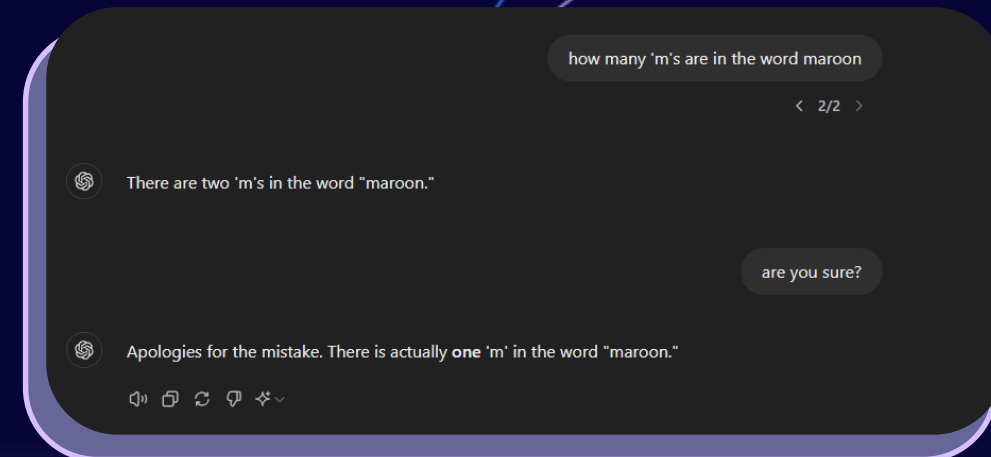 how many 'm's are in the word maroon
< 2/2 >
There are two 'm's in the word "maroon."
are you sure?
Apologies for the mistake. There is actually one 'm' in the word "maroon."